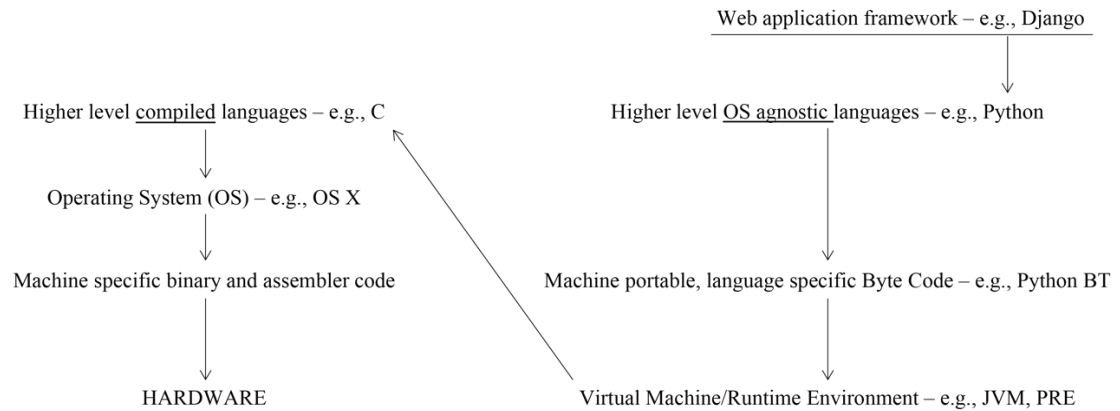 Web application framework – e.g., Django
Higher level compiled languages – e.g., C
Higher level OS agnostic languages – e.g., Python
Operating System (OS) – e.g., OS X
Machine specific binary and assembler code
Machine portable, language specific Byte Code – e.g., Python BT
HARDWARE
Virtual Machine/Runtime Environment – e.g., JVM, PRE